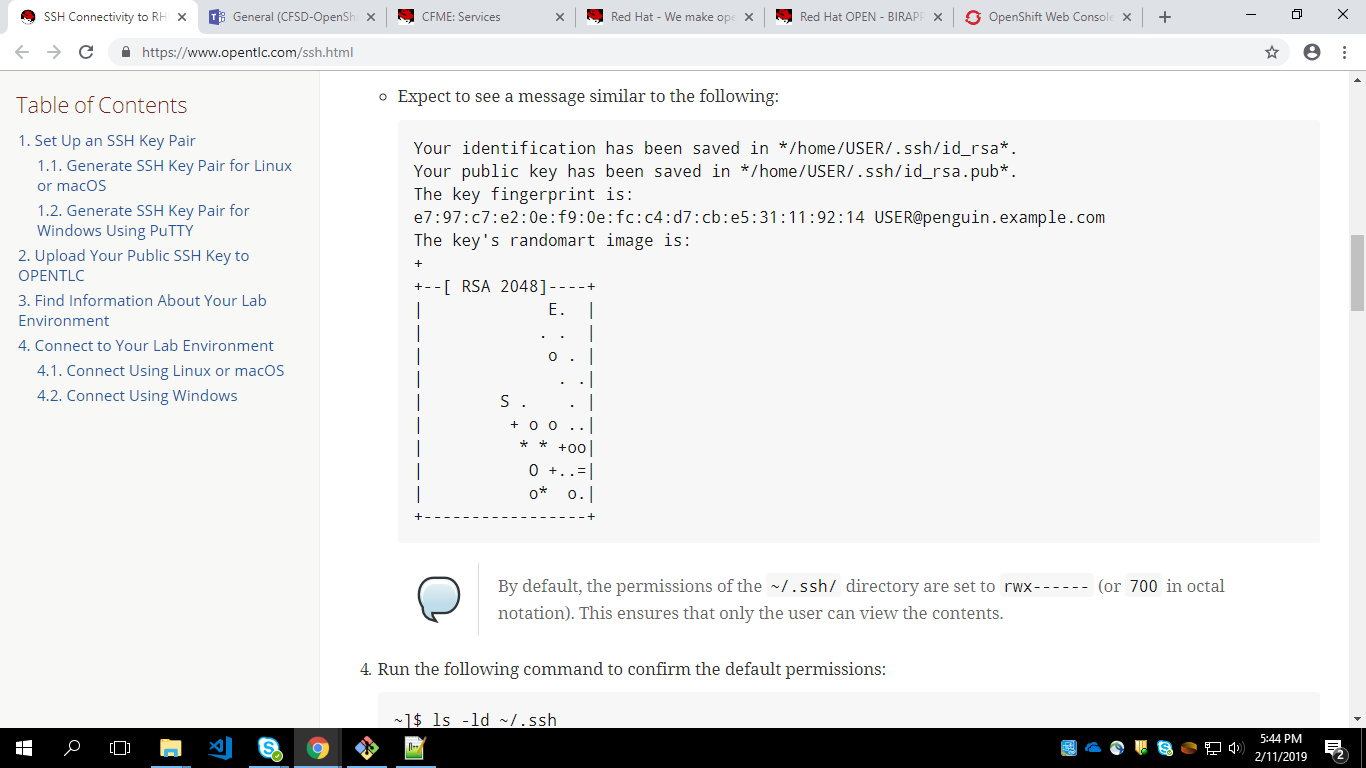 SSH Connectivity to RH
General (CFSD-OpenShi
CFME: Services
Red Hat - We make ope
Red Hat OPEN - BIRAPP
OpenShift Web Console
https://www.opentlc.com/ssh.html
Table of Contents
1. Set Up an SSH Key Pair
1.1. Generate SSH Key Pair for Linux
or macOS
1.2. Generate SSH Key Pair for
Windows Using PuTTY
2. Upload Your Public SSH Key to
OPENTLC
3. Find Information About Your Lab
Environment
4. Connect to Your Lab Environment
4.1. Connect Using Linux or macOS
4.2. Connect Using Windows
Expect to see a message similar to the following:
Your identification has been saved in */home/USER/.ssh/id_rsa*.
Your public key has been saved in */home/USER/.ssh/id_rsa.pub*.
The key fingerprint is:
e7:97:c7:e2:0e:f9:0e:fc:c4:d7:cb:e5:31:11:92:14 USER@penguin.example.com
The key's randomart image is:
+
+--[ RSA 2048]----+
|             E.  |
|            . .  |
|             o . |
|              . .|
|        S .    . |
|         + o o ..|
|          * * +oo|
|           O +..=|
|           o*  o.|
+-----------------+
By default, the permissions of the ~/.ssh/ directory are set to rwx------ (or 700 in octal
notation). This ensures that only the user can view the contents.
4. Run the following command to confirm the default permissions:
~]$ ls -ld ~/.ssh
5:44 PM
2/11/2019
2